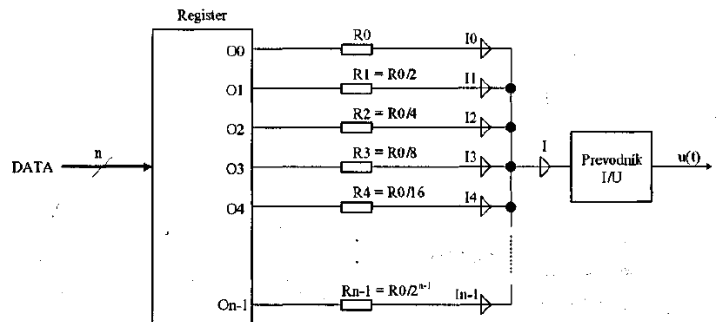 Register
O0 R0 I0
O1 R1 = R0/2 I1
O2 R2 = R0/4 I2
DATA n O3 R3 = R0/8 I3 I Prevodnik I/U u(t)
O4 R4 = R0/16 I4
On-1 Rn-1 = R0/2ⁿ⁻¹ In-1